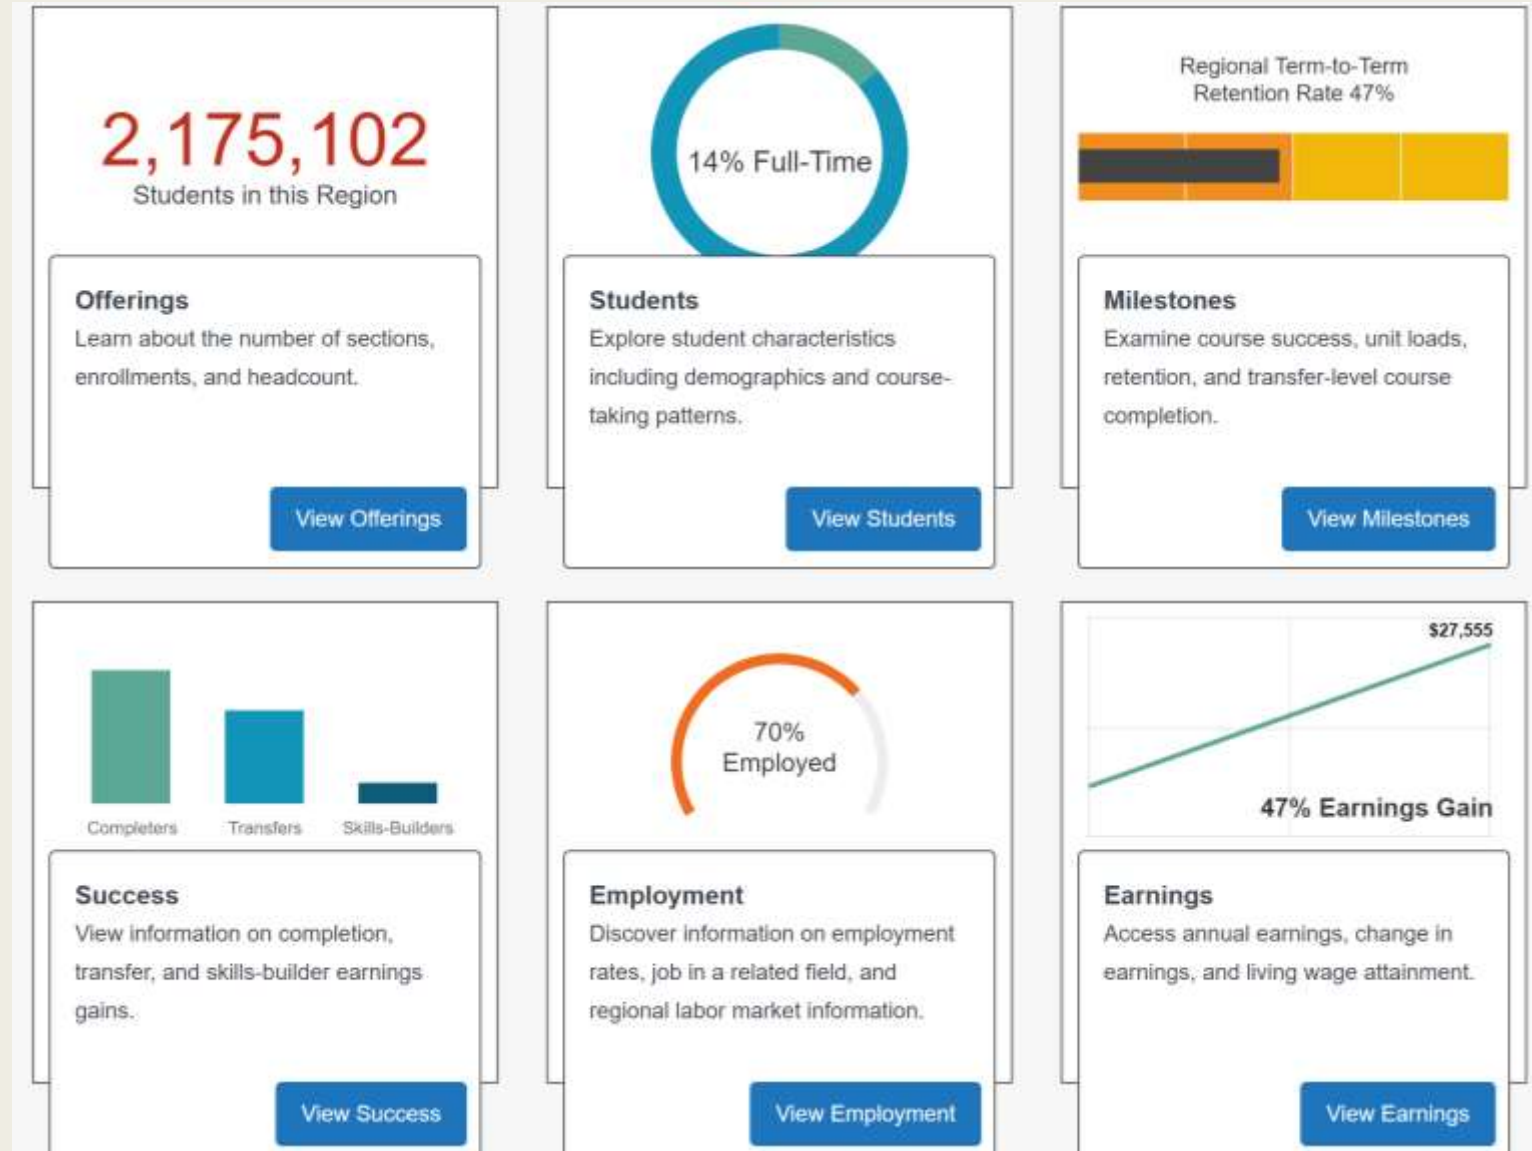 2,175,102
Students in this Region
Offerings
Learn about the number of sections,
enrollments, and headcount.
View Offerings
14% Full-Time
Students
Explore student characteristics
including demographics and course-
taking patterns.
View Students
Regional Term-to-Term
Retention Rate 47%
Milestones
Examine course success, unit loads,
retention, and transfer-level course
completion.
View Milestones
Completers Transfers Skills-Builders
Success
View information on completion,
transfer, and skills-builder earnings
gains.
View Success
70%
Employed
Employment
Discover information on employment
rates, job in a related field, and
regional labor market information.
View Employment
$27,555
47% Earnings Gain
Earnings
Access annual earnings, change in
earnings, and living wage attainment.
View Earnings